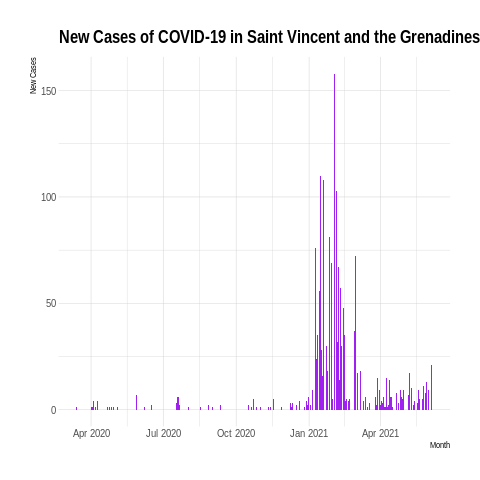 New Cases of COVID-19 in Saint Vincent and the Grenadines
New Cases
150
100
50
0
Apr 2020 Jul 2020 Oct 2020 Jan 2021 Apr 2021
Month